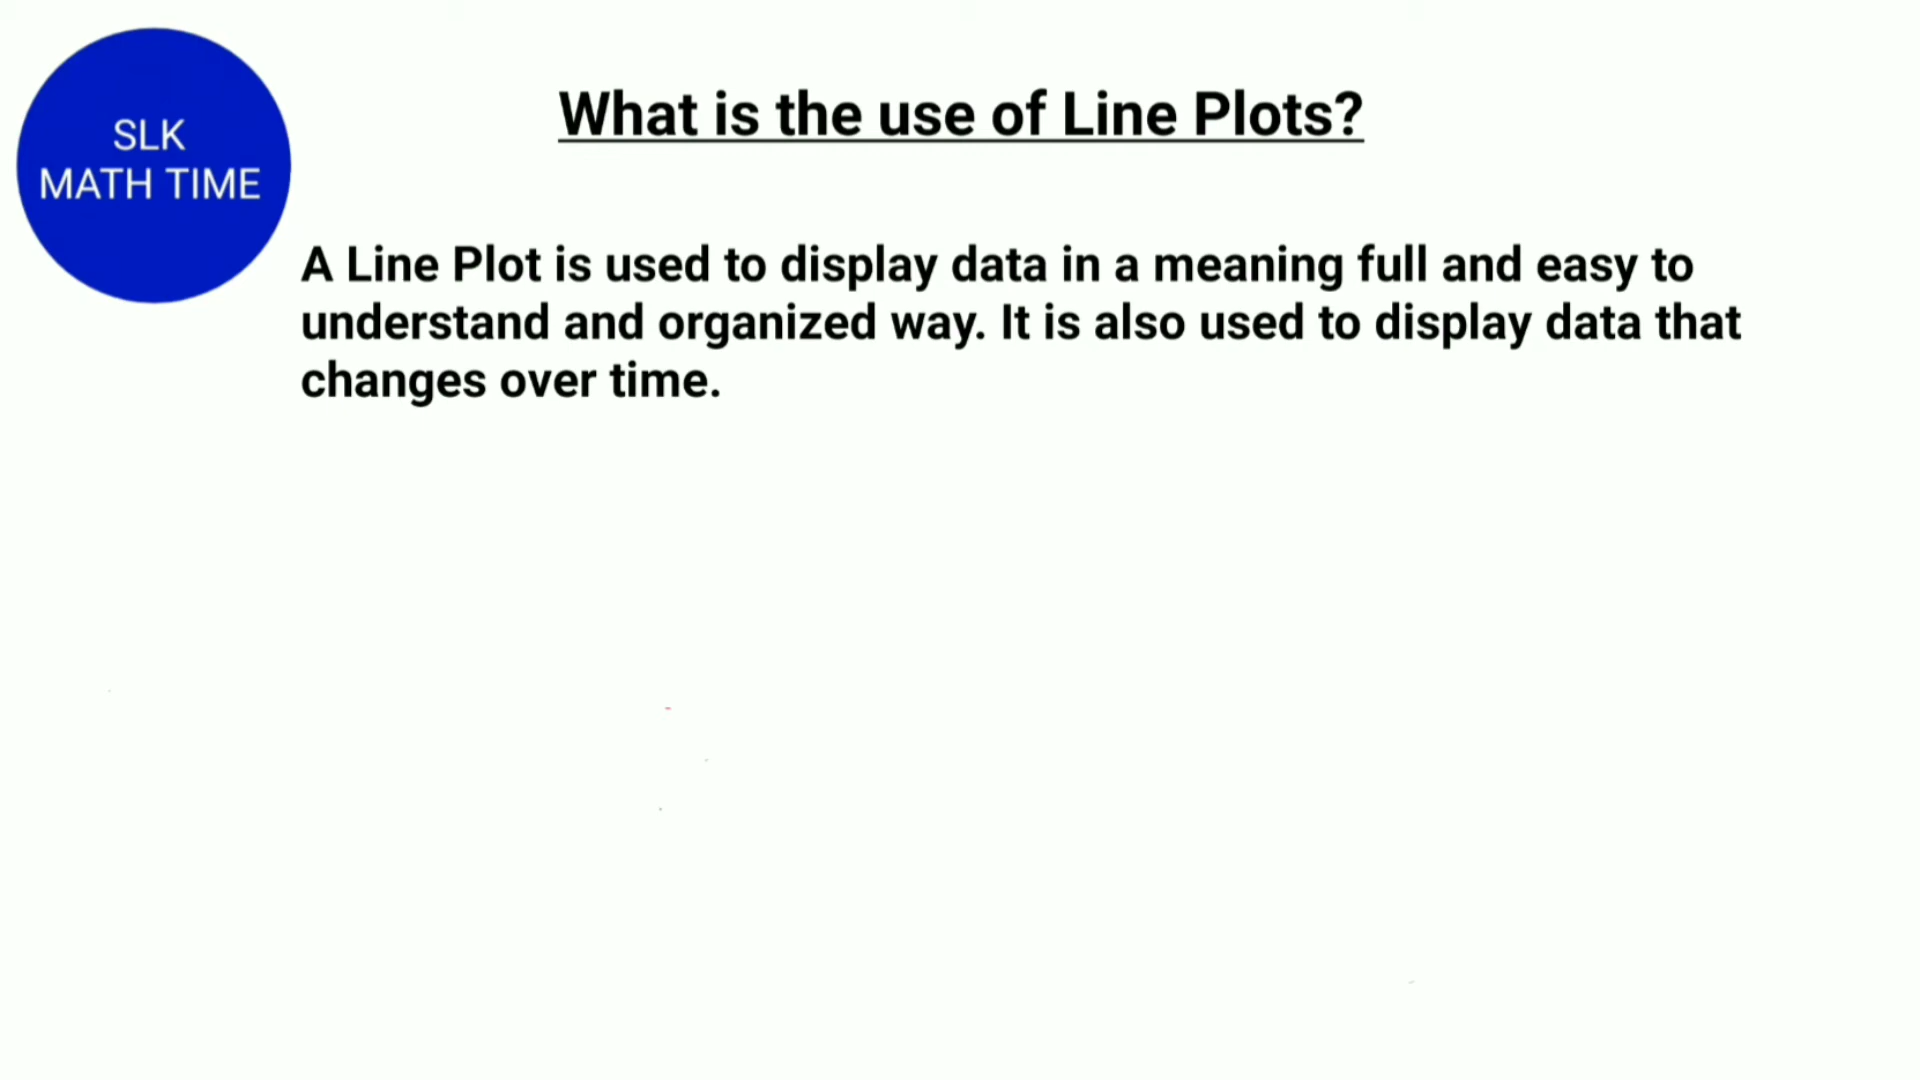 SLK
MATH TIME
What is the use of Line Plots?
A Line Plot is used to display data in a meaning full and easy to
understand and organized way. It is also used to display data that
changes over time.